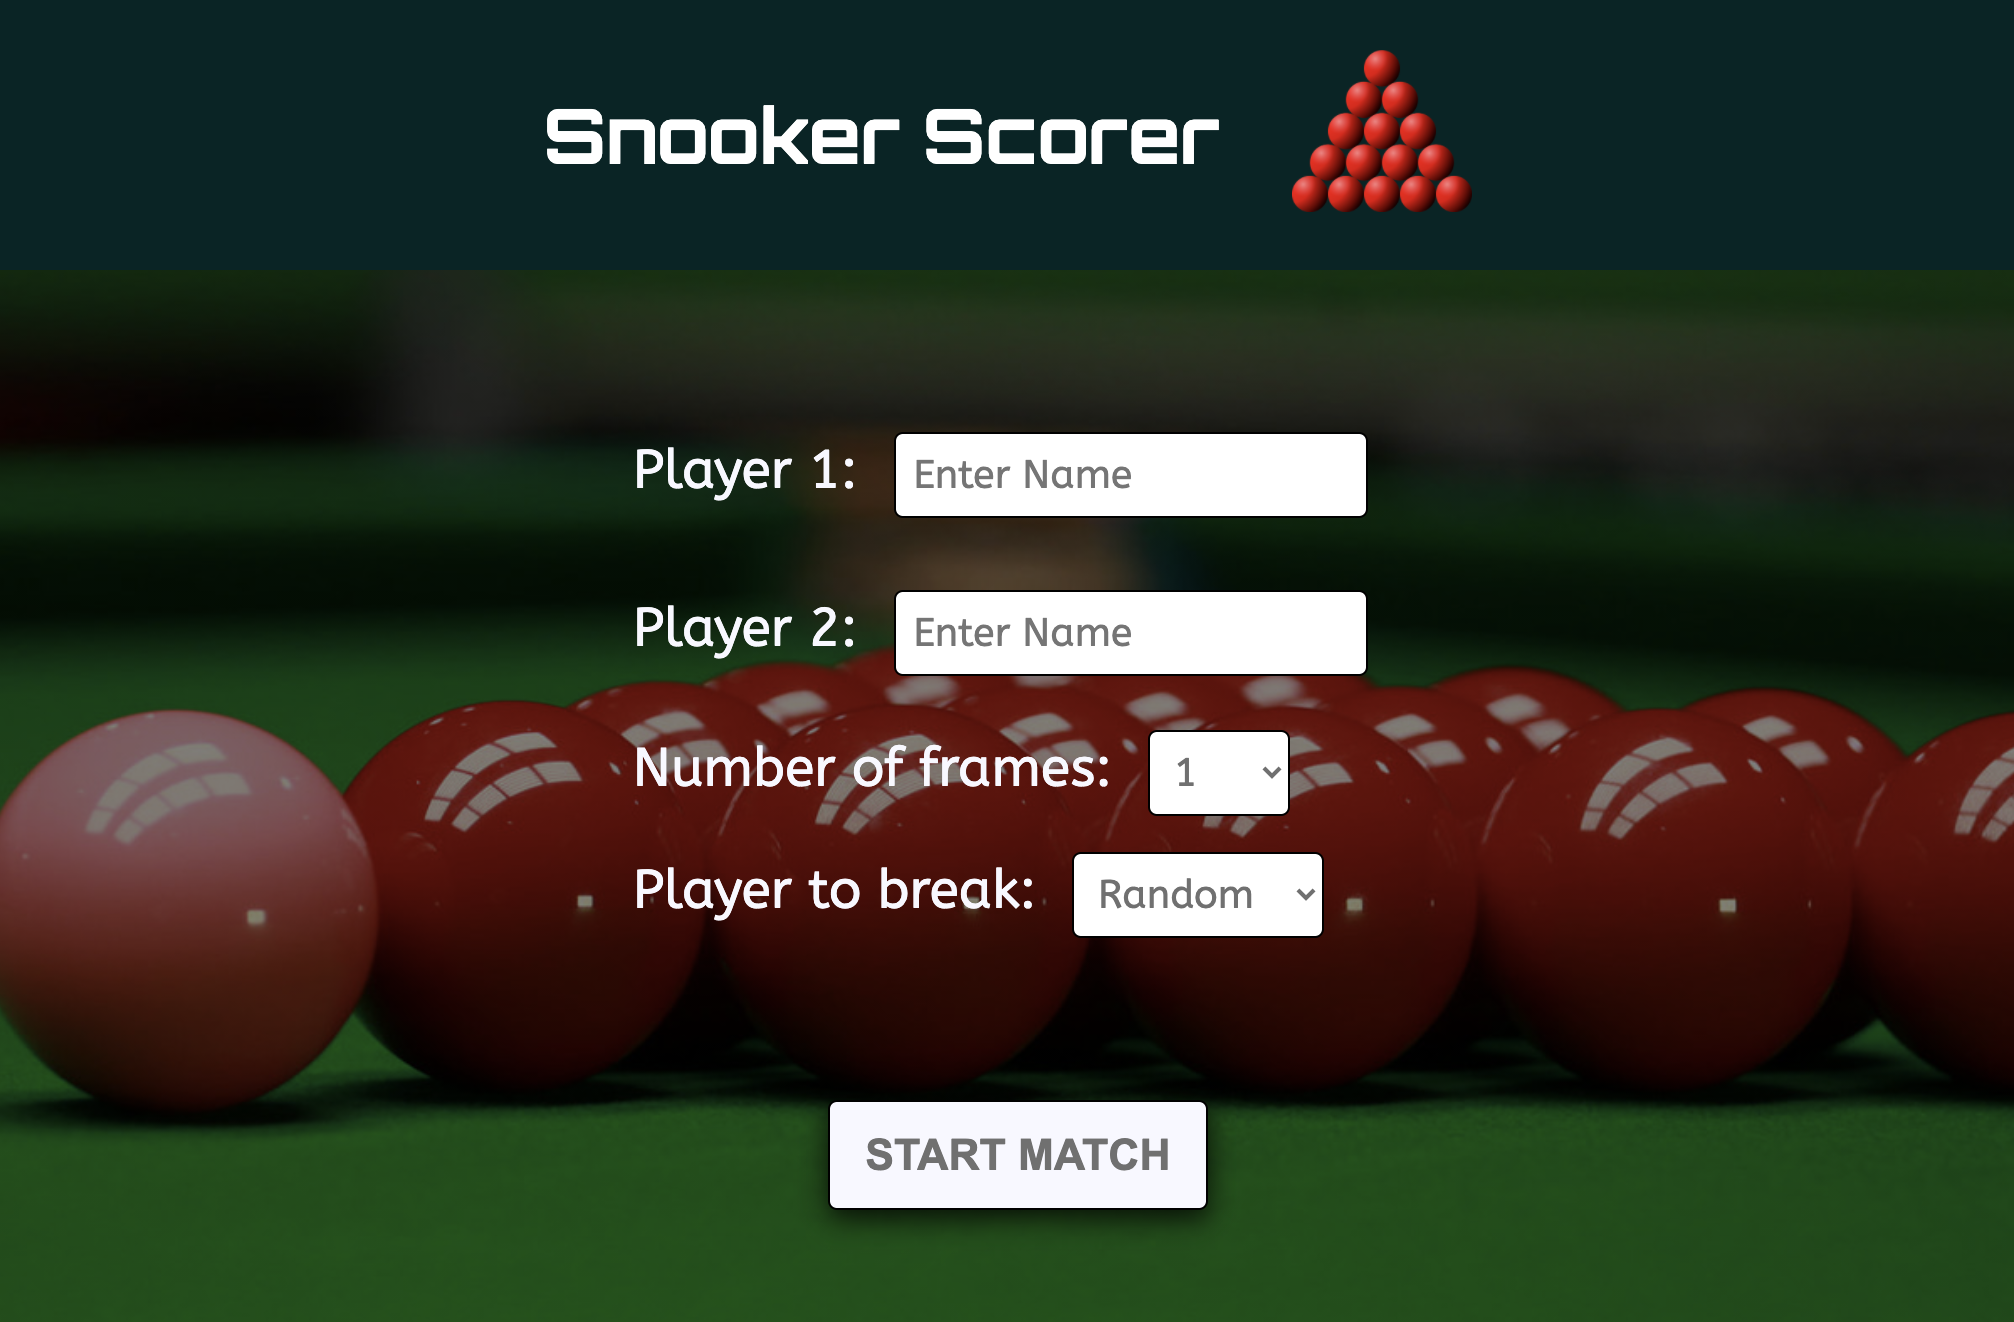 Snooker Scorer
Player 1: Enter Name
Player 2: Enter Name
Number of frames: 1
Player to break: Random
START MATCH